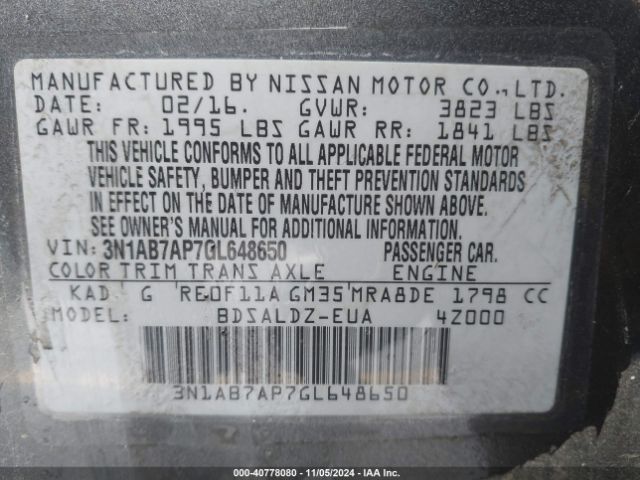 MANUFACTURED BY NISSAN MOTOR CO., LTD.
DATE: 02/16. GVWR: 3823 LBS
GAWR FR: 1995 LBS GAWR RR: 1841 LBS
THIS VEHICLE CONFORMS TO ALL APPLICABLE FEDERAL MOTOR
VEHICLE SAFETY, BUMPER AND THEFT PREVENTION STANDARDS
IN EFFECT ON THE DATE OF MANUFACTURE SHOWN ABOVE.
SEE OWNER'S MANUAL FOR ADDITIONAL INFORMATION.
VIN: 3N1AB7AP7GL648650 PASSENGER CAR.
COLOR TRIM TRANS AXLE ENGINE
KAD G RE0F11A GM35 MRA8DE 1798 CC
MODEL: BDSALDZ-EUA 4Z000
3N1AB7AP7GL648650
000-40778080 - 11/05/2024 - IAA Inc.